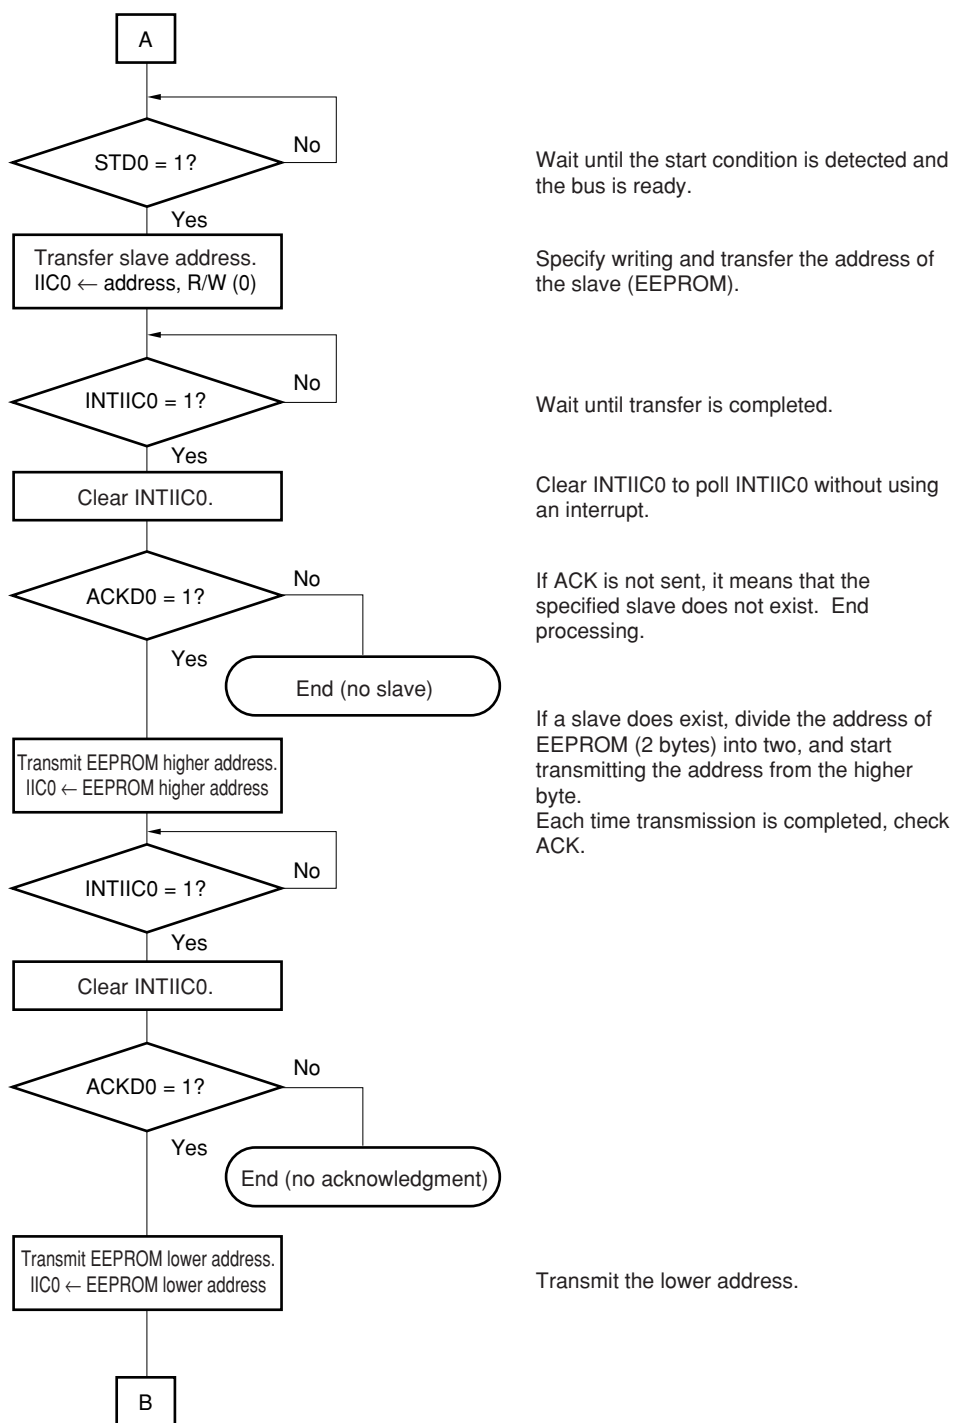 A
STD0 = 1?
No
Wait until the start condition is detected and
the bus is ready.
Yes
Transfer slave address.
IIC0 ← address, R/W (0)
Specify writing and transfer the address of
the slave (EEPROM).
INTIIC0 = 1?
No
Wait until transfer is completed.
Yes
Clear INTIIC0.
Clear INTIIC0 to poll INTIIC0 without using
an interrupt.
ACKD0 = 1?
No
If ACK is not sent, it means that the
specified slave does not exist.  End
processing.
Yes
End (no slave)
If a slave does exist, divide the address of
EEPROM (2 bytes) into two, and start
transmitting the address from the higher
byte.
Each time transmission is completed, check
ACK.
Transmit EEPROM higher address.
IIC0 ← EEPROM higher address
INTIIC0 = 1?
No
Yes
Clear INTIIC0.
ACKD0 = 1?
No
Yes
End (no acknowledgment)
Transmit EEPROM lower address.
IIC0 ← EEPROM lower address
Transmit the lower address.
B